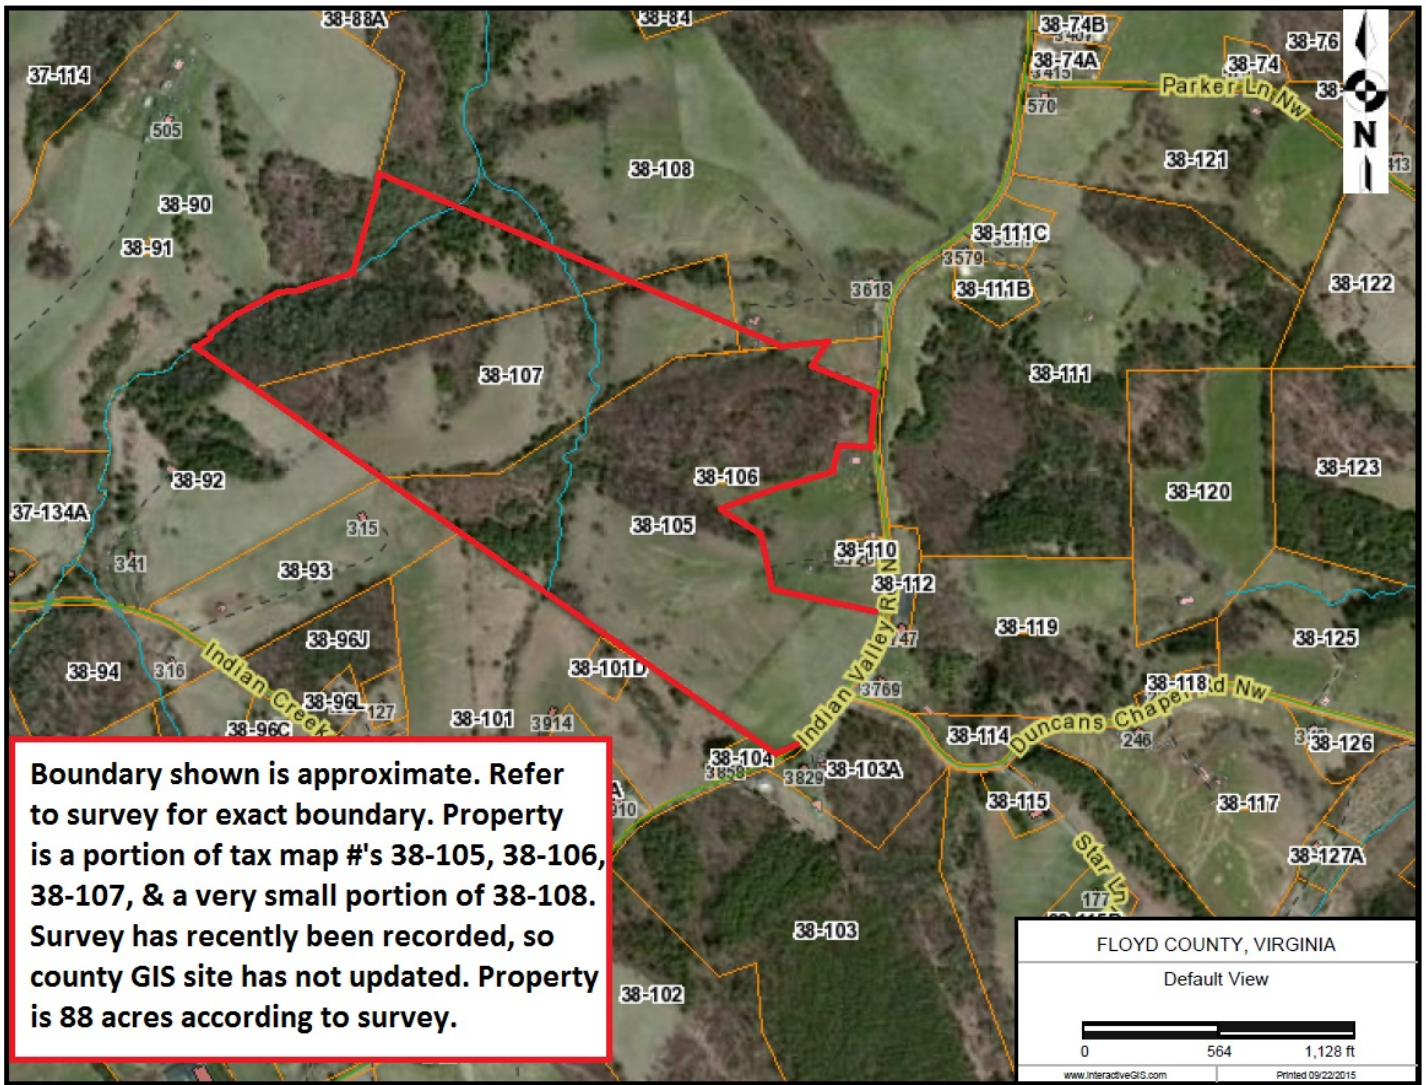 38-88A
38-84
38-74B
38-76
38-74A
38-74
37-114
Parker Ln Nw
N
505
570
38-108
38-121
38-90
38-91
38-111C
3579
3618
38-111B
38-122
38-107
38-111
38-92
38-106
38-123
38-120
37-134A
315
38-105
341
38-93
38-110
38-112
38-96J
38-119
38-125
38-94
316
38-101D
Indian Valley Rd N
Indian Creek
38-96L
127
38-101
3914
3769
38-118
Duncans Chapel Rd Nw
38-96C
38-114
246
38-126
38-104
3858
3829
38-103A
38-115
38-117
Star Ln
38-127A
177
38-103
38-102
Boundary shown is approximate. Refer
to survey for exact boundary. Property
is a portion of tax map #'s 38-105, 38-106,
38-107, & a very small portion of 38-108.
Survey has recently been recorded, so
county GIS site has not updated. Property
is 88 acres according to survey.
FLOYD COUNTY, VIRGINIA
Default View
0 564 1,128 ft
www.InteractiveGIS.com Printed 09/22/2015